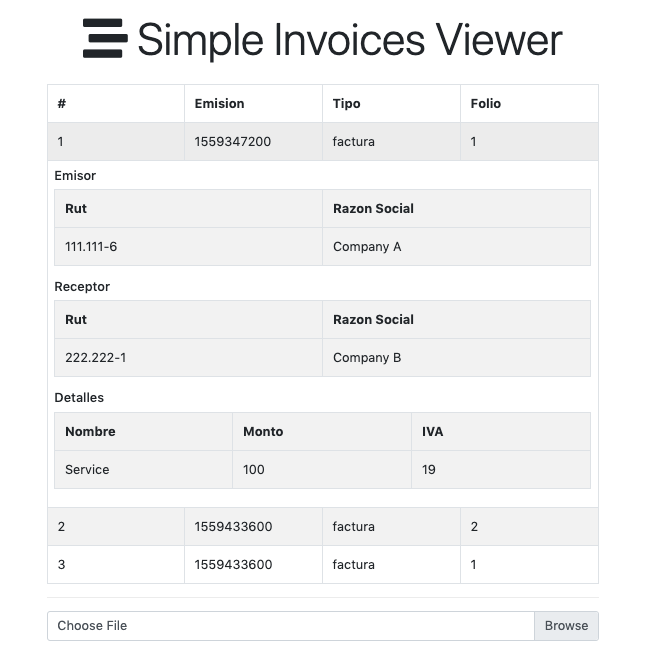 Simple Invoices Viewer
# Emision Tipo Folio
1 1559347200 factura 1
Emisor
Rut Razon Social
111.111-6 Company A
Receptor
Rut Razon Social
222.222-1 Company B
Detalles
Nombre Monto IVA
Service 100 19
2 1559433600 factura 2
3 1559433600 factura 1
Choose File Browse